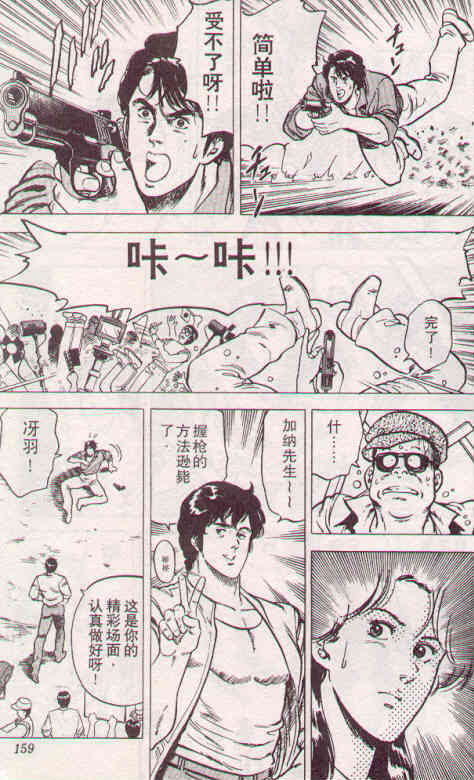 简单啦!!
受不了呀!!
咔~咔!!!
完了!
什……
加纳先生~~
握枪的
方法逊毙
了.
冴羽!
这是你的
精彩场面,
认真做好呀!
159